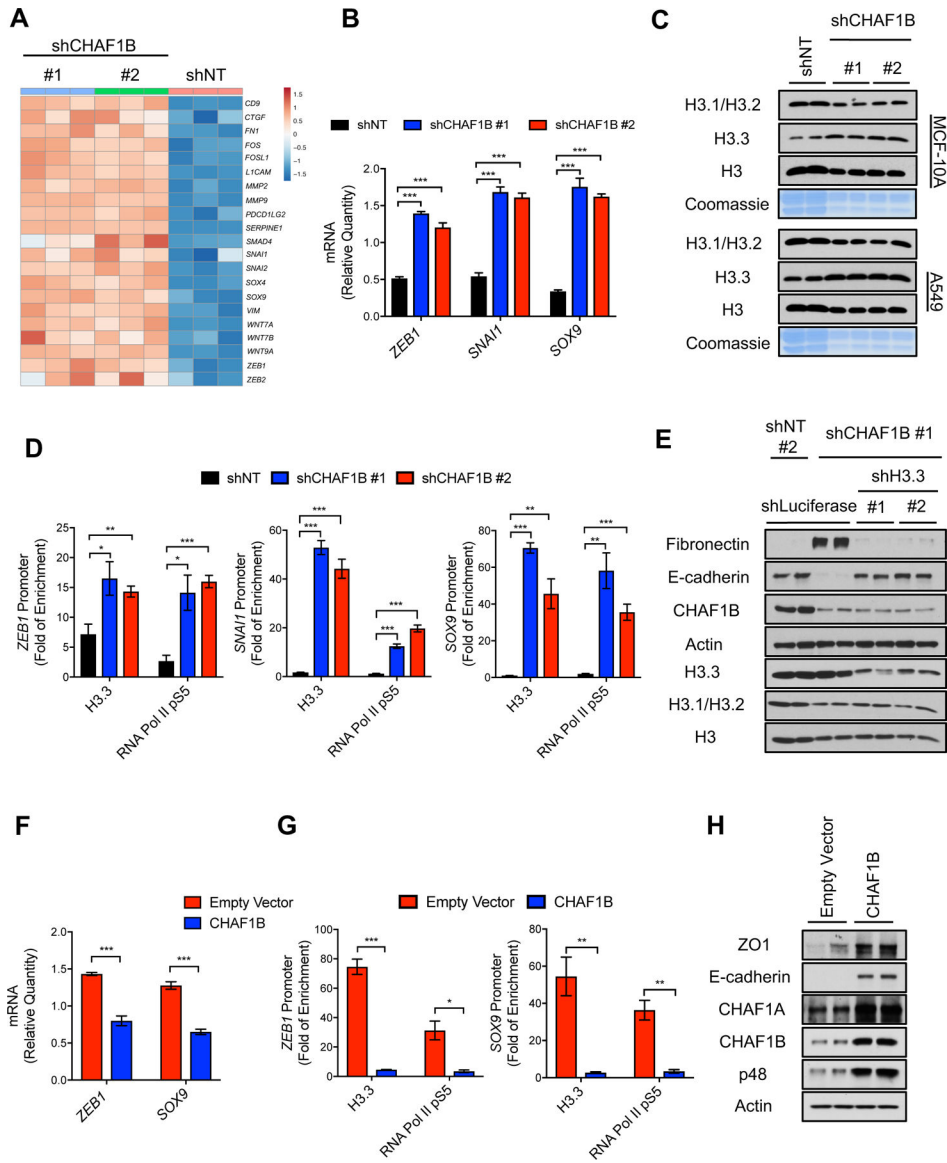 A
shCHAF1B
#1 #2 shNT
1.5
1
0.5
0
-0.5
-1
-1.5
CD9
CTGF
FN1
FOS
FOSL1
L1CAM
MMP2
MMP9
PDCD1LG2
SERPINE1
SMAD4
SNAI1
SNAI2
SOX4
SOX9
VIM
WNT7A
WNT7B
WNT9A
ZEB1
ZEB2
B
shNT shCHAF1B #1 shCHAF1B #2
mRNA
(Relative Quantity)
2.0
1.5
1.0
0.5
0.0
*** *** *** *** *** ***
ZEB1 SNAI1 SOX9
C
shCHAF1B
shNT #1 #2
H3.1/H3.2
H3.3
H3
Coomassie
MCF-10A
H3.1/H3.2
H3.3
H3
Coomassie
A549
D
shNT shCHAF1B #1 shCHAF1B #2
ZEB1 Promoter
(Fold of Enrichment)
25
20
15
10
5
0
** * *** *
H3.3 RNA Pol II pS5
SNAI1 Promoter
(Fold of Enrichment)
60
40
20
0
*** *** *** ***
H3.3 RNA Pol II pS5
SOX9 Promoter
(Fold of Enrichment)
80
60
40
20
0
** *** *** **
H3.3 RNA Pol II pS5
E
shNT
#2
shCHAF1B #1
shH3.3
shLuciferase #1 #2
Fibronectin
E-cadherin
CHAF1B
Actin
H3.3
H3.1/H3.2
H3
F
Empty Vector
CHAF1B
mRNA
(Relative Quantity)
2.0
1.5
1.0
0.5
0.0
*** ***
ZEB1 SOX9
G
Empty Vector CHAF1B
ZEB1 Promoter
(Fold of Enrichment)
100
80
60
40
20
0
*** *
H3.3 RNA Pol II pS5
SOX9 Promoter
(Fold of Enrichment)
80
60
40
20
0
** **
H3.3 RNA Pol II pS5
H
Empty Vector CHAF1B
ZO1
E-cadherin
CHAF1A
CHAF1B
p48
Actin